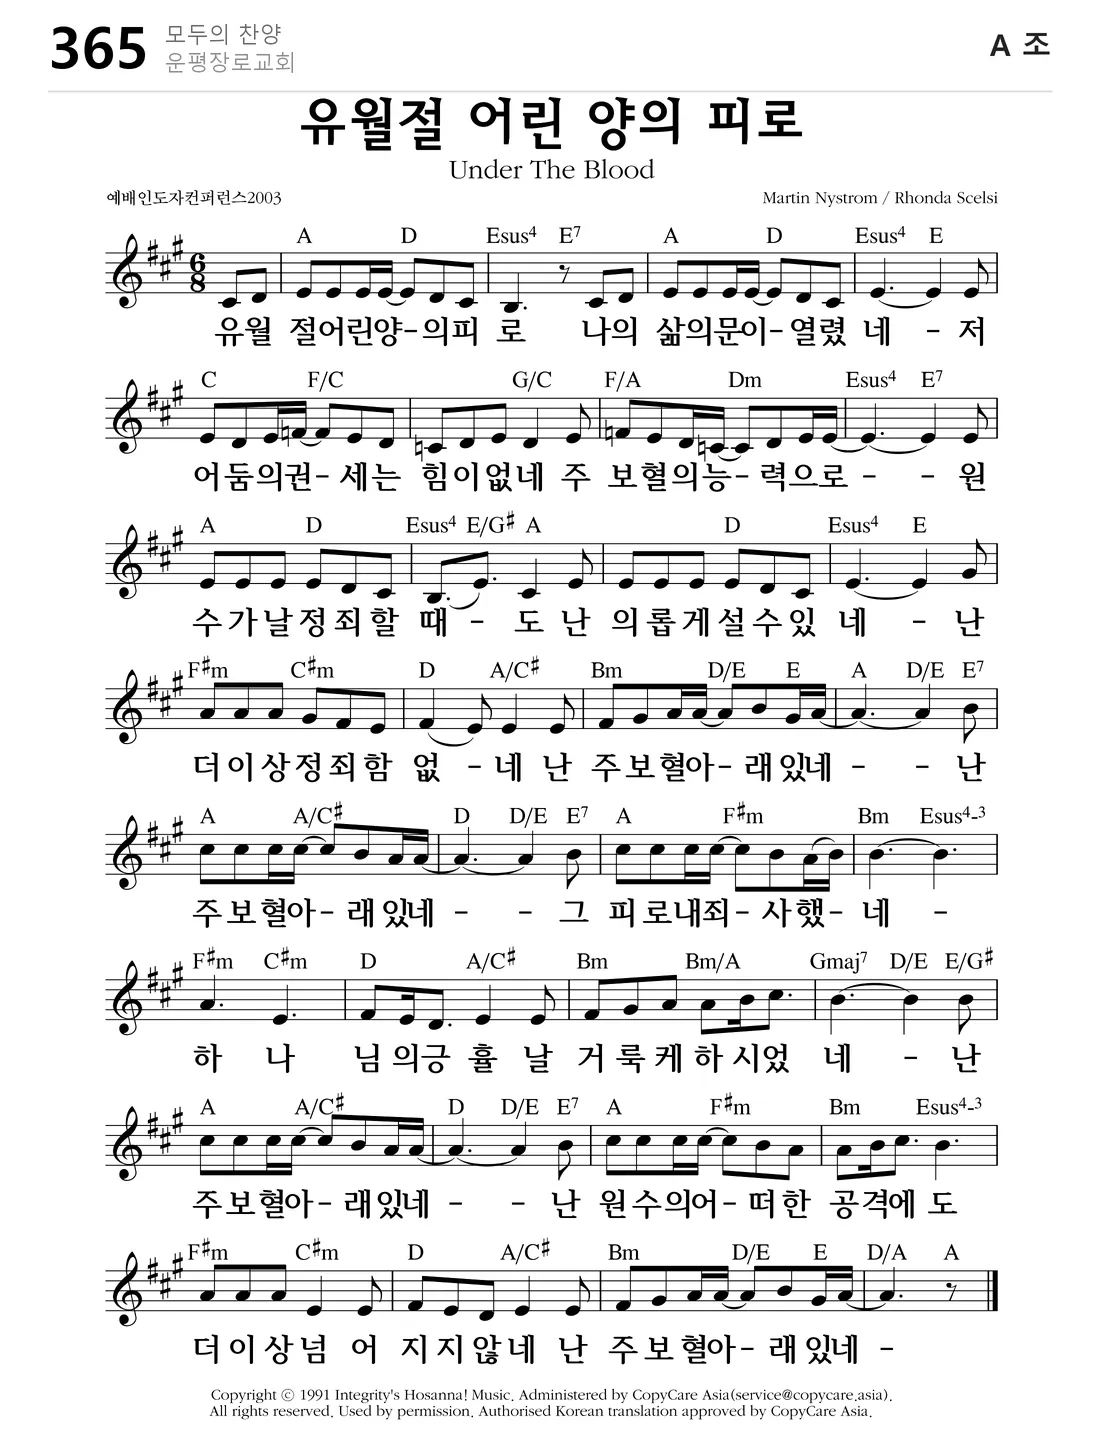 365 모두의 찬양
운평장로교회
A 조
유월절 어린 양의 피로
Under The Blood
예배인도자컨퍼런스2003
Martin Nystrom / Rhonda Scelsi
A D Esus4 E7 A D Esus4 E
유월 절어린양-의피 로 나의 삶의문이-열렸 네 - 저
C F/C G/C F/A Dm Esus4 E7
어둠의권-세는 힘이없네 주 보혈의능-력으로- - 원
A D Esus4 E/G# A D Esus4 E
수가날정죄할 때 - 도 난 의롭게설수있 네 - 난
F#m C#m D A/C# Bm D/E E A D/E E7
더이상정죄함 없 -네 난 주보혈아-래있네 - - 난
A A/C# D D/E E7 A F#m Bm Esus4-3
주보혈아-래있네 - - 그 피로내죄-사했- 네 -
F#m C#m D A/C# Bm Bm/A Gmaj7 D/E E/G#
하 나 님의긍 휼 날 거룩케하시었 네 - 난
A A/C# D D/E E7 A F#m Bm Esus4-3
주보혈아-래있네 - - 난 원수의어-떠한 공격에 도
F#m C#m D A/C# Bm D/E E D/A A
더이상넘 어 지지않네 난 주보혈아-래있네 -
Copyright ⓒ 1991 Integrity's Hosanna! Music. Administered by CopyCare Asia(service@copycare.asia).
All rights reserved. Used by permission. Authorised Korean translation approved by CopyCare Asia.